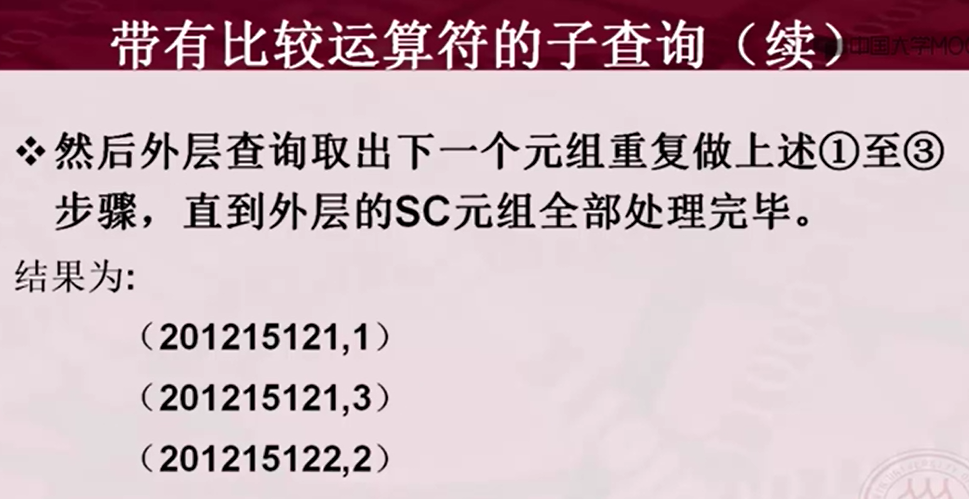 带有比较运算符的子查询（续）
中国大学MO
❖然后外层查询取出下一个元组重复做上述①至③
步骤，直到外层的SC元组全部处理完毕。
结果为:
（201215121,1）
（201215121,3）
（201215122,2）